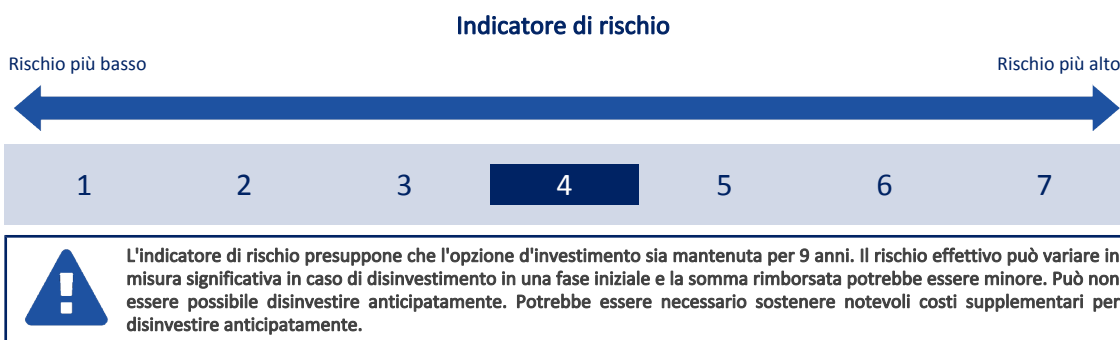 Indicatore di rischio
Rischio più basso Rischio più alto
1 2 3 4 5 6 7
L'indicatore di rischio presuppone che l'opzione d'investimento sia mantenuta per 9 anni. Il rischio effettivo può variare in
misura significativa in caso di disinvestimento in una fase iniziale e la somma rimborsata potrebbe essere minore. Può non
essere possibile disinvestire anticipatamente. Potrebbe essere necessario sostenere notevoli costi supplementari per
disinvestire anticipatamente.